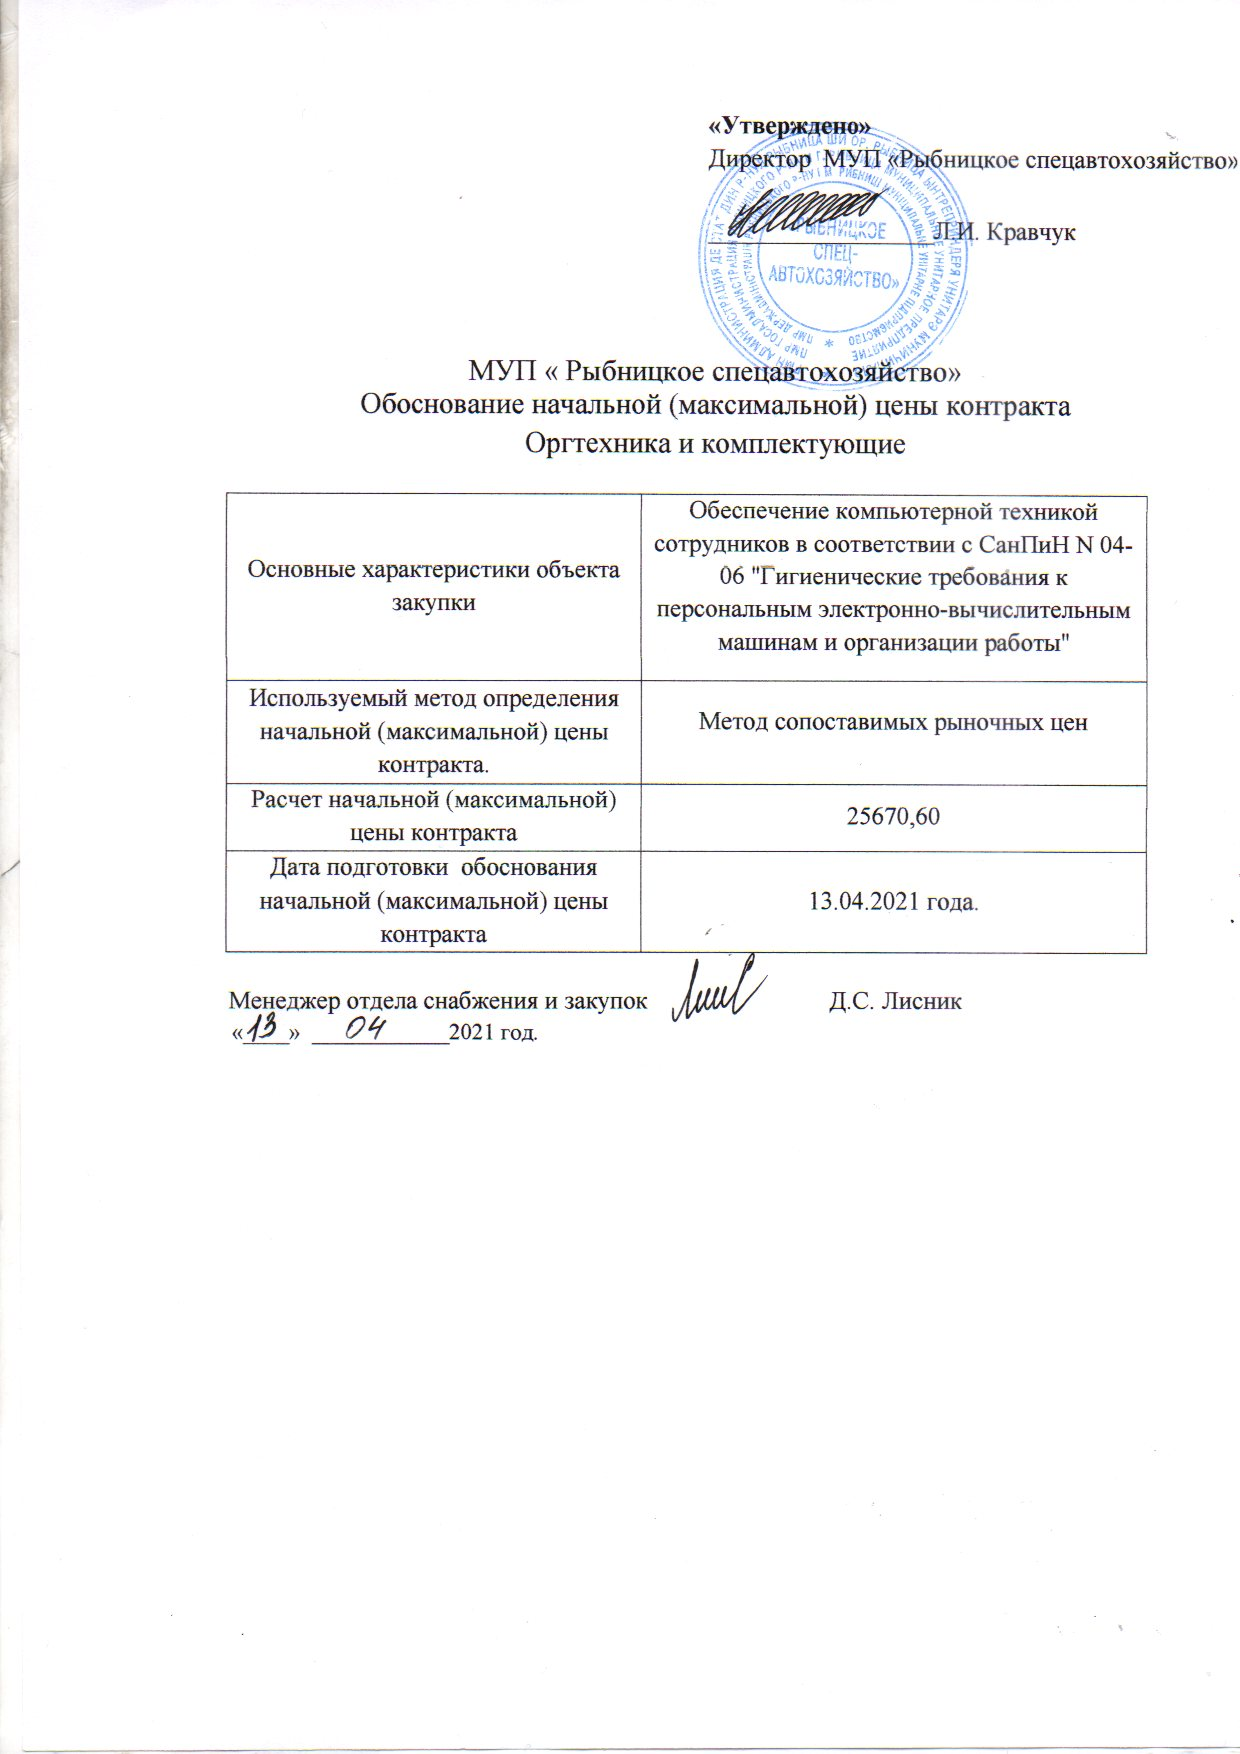 «Утверждено»
Директор МУП «Рыбницкое спецавтохозяйство»
Л.И. Кравчук
РЫБНИЦКОЕ
СПЕЦ-
АВТОХОЗЯЙСТВО»
МУП « Рыбницкое спецавтохозяйство»
Обоснование начальной (максимальной) цены контракта
Оргтехника и комплектующие
Основные характеристики объекта
закупки
Обеспечение компьютерной техникой
сотрудников в соответствии с СанПиН N 04-
06 "Гигиенические требования к
персональным электронно-вычислительным
машинам и организации работы"
Используемый метод определения
начальной (максимальной) цены
контракта.
Метод сопоставимых рыночных цен
Расчет начальной (максимальной)
цены контракта
25670,60
Дата подготовки обоснования
начальной (максимальной) цены
контракта
13.04.2021 года.
Менеджер отдела снабжения и закупок Д.С. Лисник
«13» 04 2021 год.